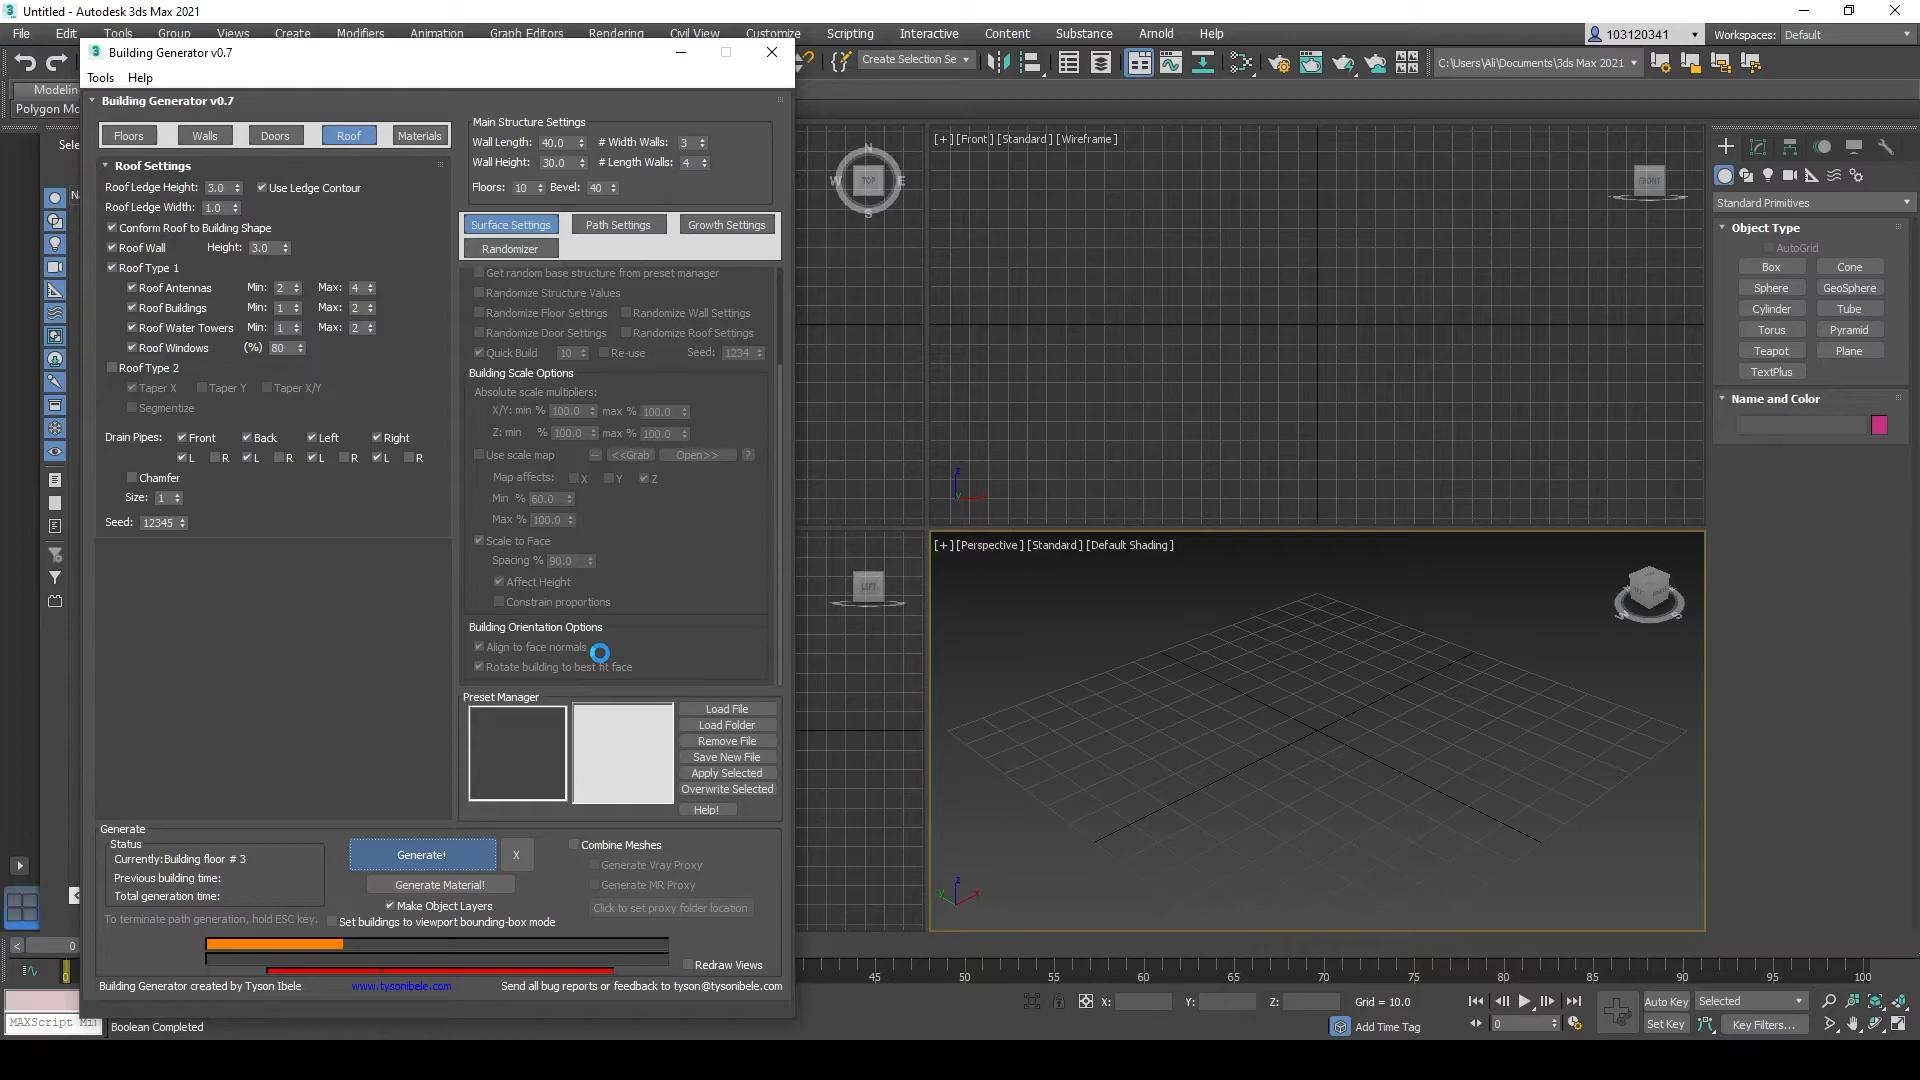 Untitled - Autodesk 3ds Max 2021
File Edit Tools Group Views Create Modifiers Animation Graph Editors Rendering Civil View Customize Scripting Interactive Content Substance Arnold Help
103120341 Workspaces: Default
Building Generator v0.7
Create Selection Se
C:\Users\Ali\Documents\3ds Max 2021
Tools Help
Modelin
Polygon Mo
Sele
Building Generator v0.7
Floors Walls Doors Roof Materials
Roof Settings
Roof Ledge Height: 3.0 Use Ledge Contour
Roof Ledge Width: 1.0
Conform Roof to Building Shape
Roof Wall Height: 3.0
Roof Type 1
Roof Antennas Min: 2 Max: 4
Roof Buildings Min: 1 Max: 2
Roof Water Towers Min: 1 Max: 2
Roof Windows (%) 80
Roof Type 2
Taper X Taper Y Taper X/Y
Segmentize
Drain Pipes: Front Back Left Right
L R L R L R L R
Chamfer
Size: 1
Seed: 12345
Main Structure Settings
Wall Length: 40.0 # Width Walls: 3
Wall Height: 30.0 # Length Walls: 4
Floors: 10 Bevel: 40
Surface Settings Path Settings Growth Settings
Randomizer
Get random base structure from preset manager
Randomize Structure Values
Randomize Floor Settings Randomize Wall Settings
Randomize Door Settings Randomize Roof Settings
Quick Build 10 Re-use Seed: 1234
Building Scale Options
Absolute scale multipliers:
X/Y: min % 100.0 max % 100.0
Z: min % 100.0 max % 100.0
Use scale map -- <<Grab Open>> ?
Map affects: X Y Z
Min % 60.0
Max % 100.0
Scale to Face
Spacing % 90.0
Affect Height
Constrain proportions
Building Orientation Options
Align to face normals
Rotate building to best fit face
Preset Manager
Load File
Load Folder
Remove File
Save New File
Apply Selected
Overwrite Selected
Help!
Generate
Status
Currently:Building floor # 3
Previous building time:
Total generation time:
To terminate path generation, hold ESC key.
Generate! X
Generate Material!
Make Object Layers
Set buildings to viewport bounding-box mode
Combine Meshes
Generate Vray Proxy
Generate MR Proxy
Click to set proxy folder location
Redraw Views
Building Generator created by Tyson Ibele www.tysonibele.com Send all bug reports or feedback to tyson@tysonibele.com
N
W TOP E
S
LEFT
[+] [Front] [Standard] [Wireframe]
FRONT
z
[+] [Perspective] [Standard] [Default Shading]
z
y x
Standard Primitives
Object Type
AutoGrid
Box Cone
Sphere GeoSphere
Cylinder Tube
Torus Pyramid
Teapot Plane
TextPlus
Name and Color
0
0
45 50 55 60 65 70 75 80 85 90 95 100
X: Y: Z: Grid = 10.0
Add Time Tag
0
Auto Key Selected
Set Key Key Filters...
MAXScript Mi
Boolean Completed